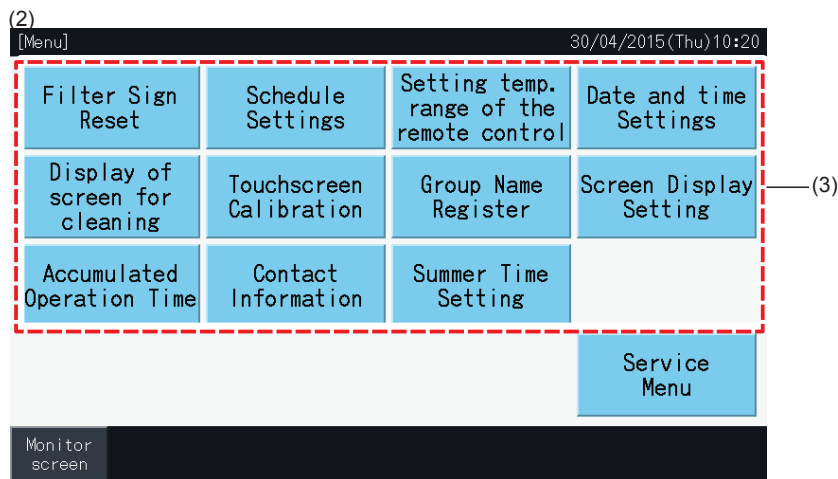 (2)
[Menu] 30/04/2015(Thu)10:20
Filter Sign
Reset
Schedule
Settings
Setting temp.
range of the
remote control
Date and time
Settings
Display of
screen for
cleaning
Touchscreen
Calibration
Group Name
Register
Screen Display
Setting
(3)
Accumulated
Operation Time
Contact
Information
Summer Time
Setting
Service
Menu
Monitor
screen